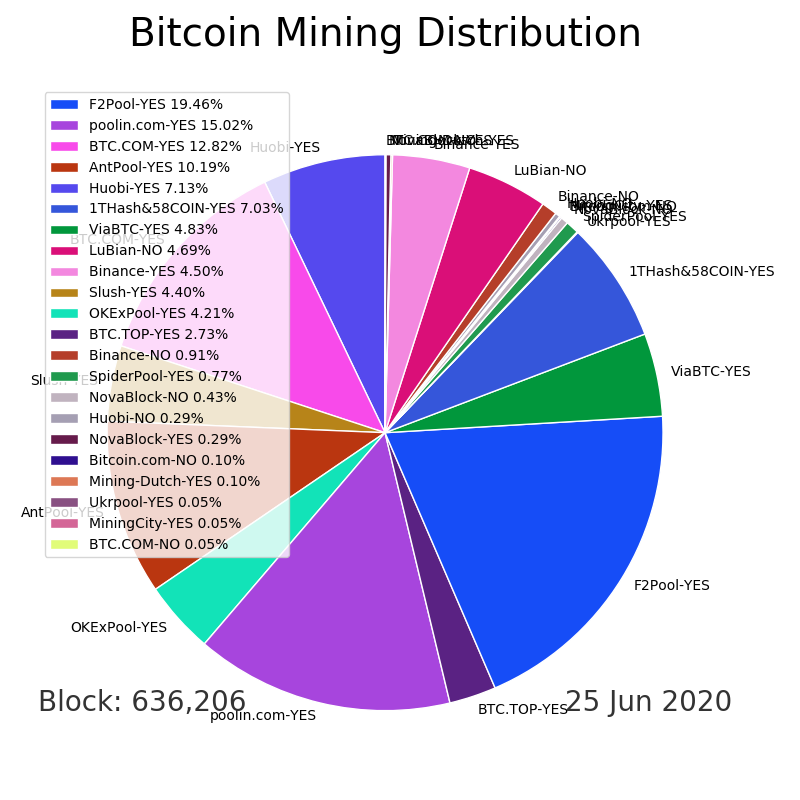 Bitcoin Mining Distribution
F2Pool-YES 19.46%
poolin.com-YES 15.02%
BTC.COM-YES 12.82%
AntPool-YES 10.19%
Huobi-YES 7.13%
1THash&58COIN-YES 7.03%
ViaBTC-YES 4.83%
LuBian-NO 4.69%
Binance-YES 4.50%
Slush-YES 4.40%
OKExPool-YES 4.21%
BTC.TOP-YES 2.73%
Binance-NO 0.91%
SpiderPool-YES 0.77%
NovaBlock-NO 0.43%
Huobi-NO 0.29%
NovaBlock-YES 0.29%
Bitcoin.com-NO 0.10%
Mining-Dutch-YES 0.10%
Ukrpool-YES 0.05%
MiningCity-YES 0.05%
BTC.COM-NO 0.05%
Huobi-YES
BTC.COM-YES
Slush-YES
AntPool-YES
OKExPool-YES
poolin.com-YES
BTC.TOP-YES
F2Pool-YES
ViaBTC-YES
1THash&58COIN-YES
Ukrpool-YES
SpiderPool-YES
Binance-NO
LuBian-NO
Binance-YES
Block: 636,206
25 Jun 2020